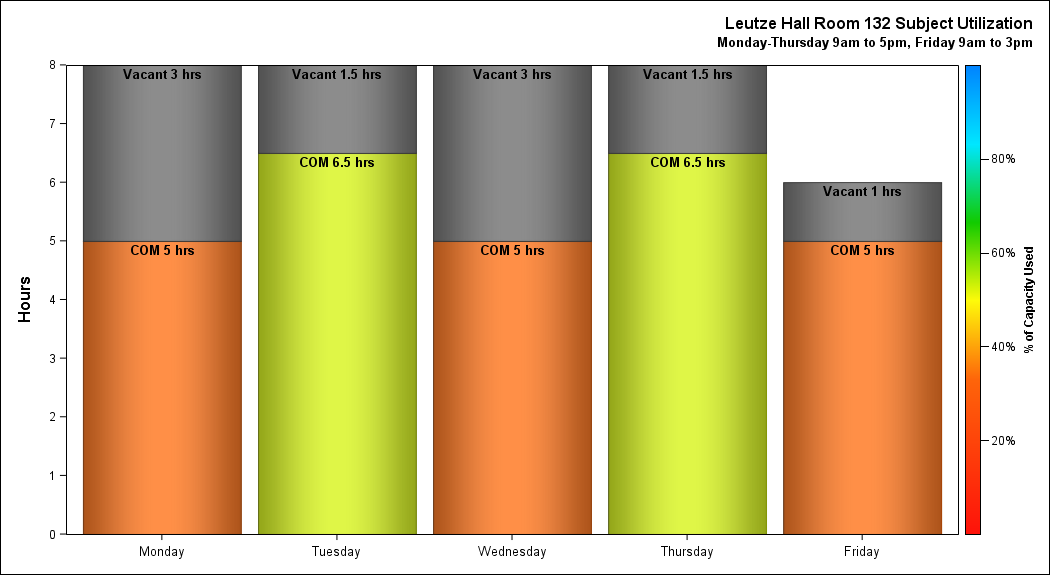 Leutze Hall Room 132 Subject Utilization
Monday-Thursday 9am to 5pm, Friday 9am to 3pm
Hours
8
7
6
5
4
3
2
1
0
Vacant 3 hrs
COM 5 hrs
Vacant 1.5 hrs
COM 6.5 hrs
Vacant 3 hrs
COM 5 hrs
Vacant 1.5 hrs
COM 6.5 hrs
Vacant 1 hrs
COM 5 hrs
Monday
Tuesday
Wednesday
Thursday
Friday
80%
60%
40%
20%
% of Capacity Used